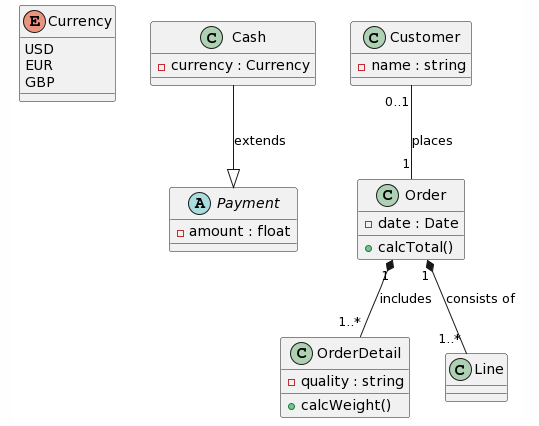 E Currency
USD
EUR
GBP
C Cash
currency : Currency
C Customer
name : string
0..1
extends
places
1
A Payment
amount : float
C Order
date : Date
calcTotal()
1
1
includes
consists of
1..*
1..*
C OrderDetail
quality : string
calcWeight()
C Line